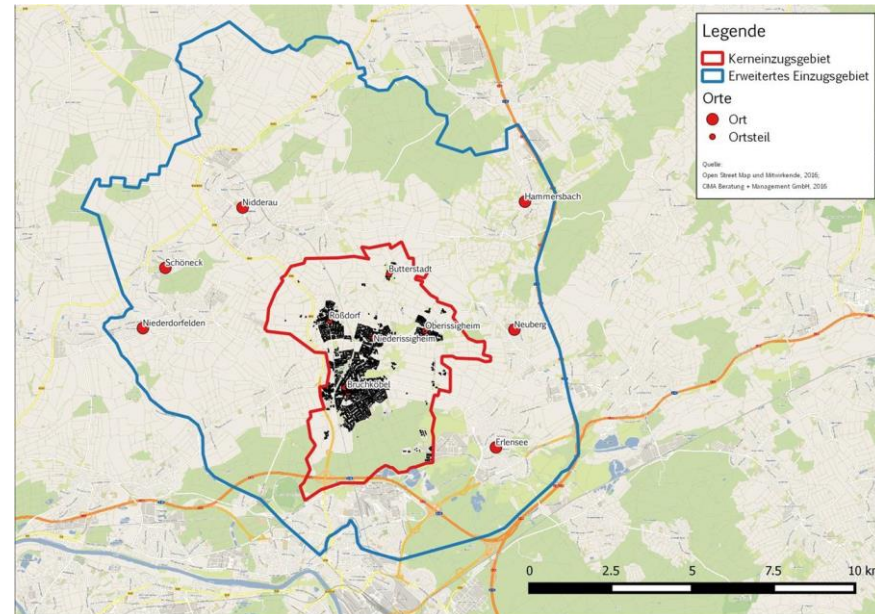 Legende
Kerneinzugsgebiet
Erweitertes Einzugsgebiet
Orte
Ort
Ortsteil
Quelle:
Open Street Map und Mitwirkende, 2016;
CIMA Beratung + Management GmbH, 2016
Hammersbach
Nidderau
Schöneck
Butterstadt
Niederdorfelden
Roßdorf
Oberissigheim
Neuberg
Niederissigheim
Bruchköbel
Erlensee
0 2.5 5 7.5 10 km